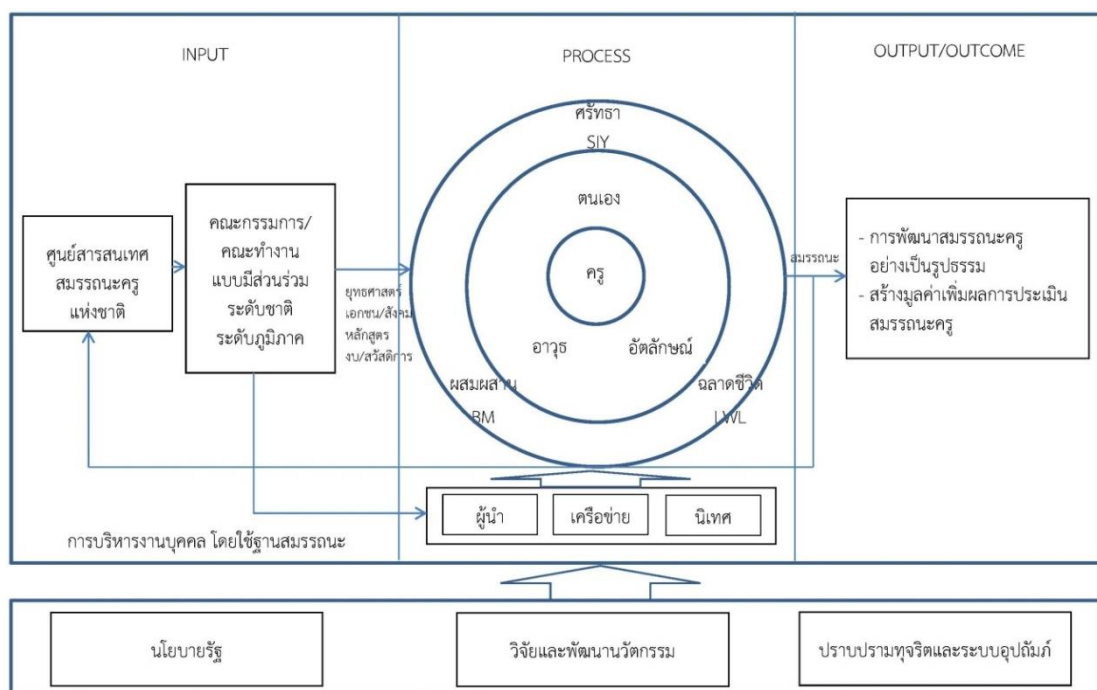 INPUT
PROCESS
OUTPUT/OUTCOME
ศูนย์สารสนเทศ
สมรรถนะครู
แห่งชาติ
คณะกรรมการ/
คณะทำงาน
แบบมีส่วนร่วม
ระดับชาติ
ระดับภูมิภาค
ยุทธศาสตร์
เอกชน/สังคม
หลักสูตร
งบ/สวัสดิการ
ศรัทธา
SIY
ตนเอง
ครู
อาวุธ
อัตลักษณ์
ผสมผสาน
BM
ฉลาดชีวิต
LWL
สมรรถนะ
- การพัฒนาสมรรถนะครู
อย่างเป็นรูปธรรม
- สร้างมูลค่าเพิ่มผลการประเมิน
สมรรถนะครู
ผู้นำ
เครือข่าย
นิเทศ
การบริหารงานบุคคล โดยใช้ฐานสมรรถนะ
นโยบายรัฐ
วิจัยและพัฒนานวัตกรรม
ปราบปรามทุจริตและระบบอุปถัมภ์